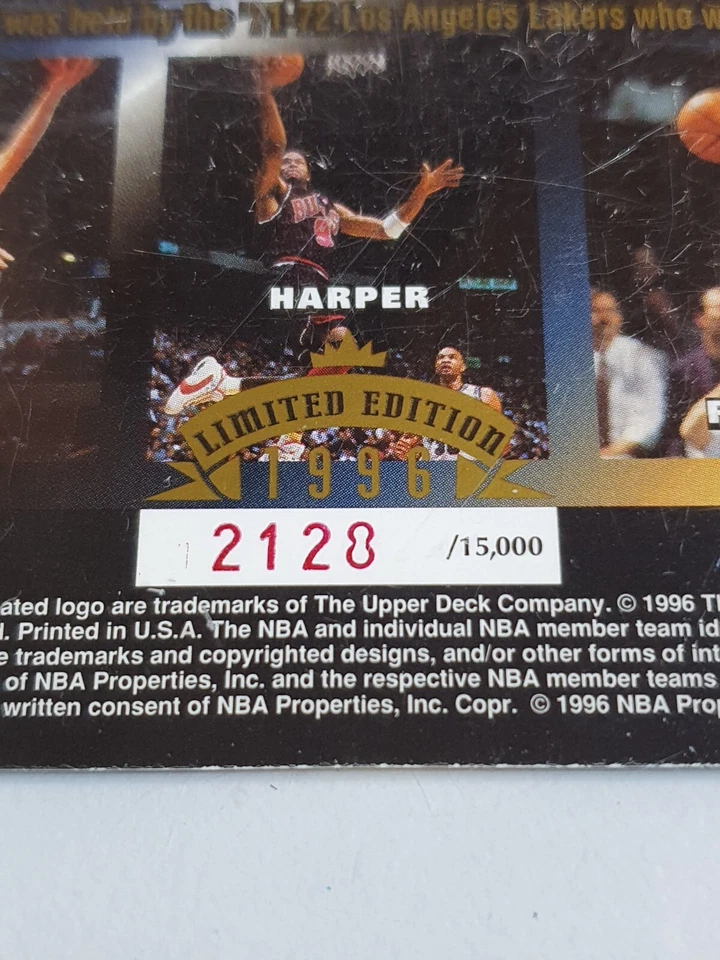 was held by the '71-72 Los Angeles Lakers who w
BULLS
HARPER
LIMITED EDITION
1996
12128 /15,000
ated logo are trademarks of The Upper Deck Company. © 1996 Th
d. Printed in U.S.A. The NBA and individual NBA member team id
e trademarks and copyrighted designs, and/or other forms of int
of NBA Properties, Inc. and the respective NBA member teams
written consent of NBA Properties, Inc. Copr. © 1996 NBA Prop